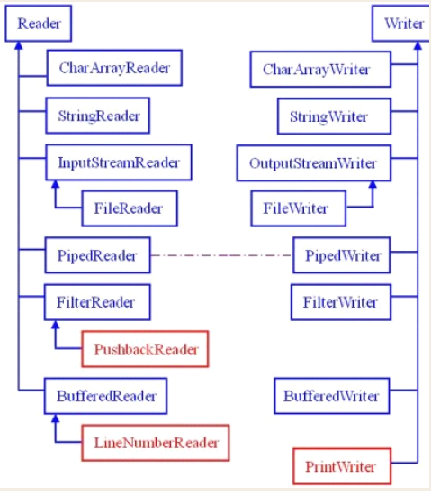 Reader
Writer
CharArrayReader
CharArrayWriter
StringReader
StringWriter
InputStreamReader
OutputStreamWriter
FileReader
FileWriter
PipedReader
PipedWriter
FilterReader
FilterWriter
PushbackReader
BufferedReader
BufferedWriter
LineNumberReader
PrintWriter